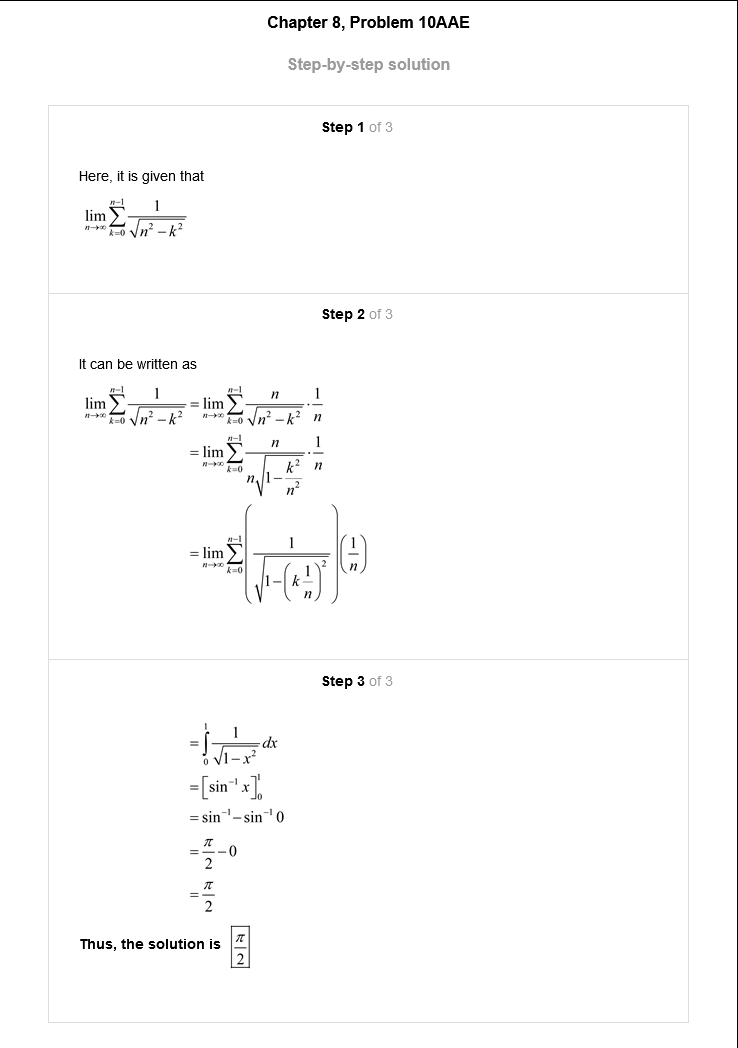 Chapter 8, Problem 10AAE
Step-by-step solution
Step 1 of 3
Here, it is given that
$\lim_{n \to \infty} \sum_{k=0}^{n-1} \frac{1}{\sqrt{n^2 - k^2}}$
Step 2 of 3
It can be written as
$\lim_{n \to \infty} \sum_{k=0}^{n-1} \frac{1}{\sqrt{n^2 - k^2}} = \lim_{n \to \infty} \sum_{k=0}^{n-1} \frac{n}{\sqrt{n^2 - k^2}} \cdot \frac{1}{n}$
$= \lim_{n \to \infty} \sum_{k=0}^{n-1} \frac{n}{n\sqrt{1 - \frac{k^2}{n^2}}} \cdot \frac{1}{n}$
$= \lim_{n \to \infty} \sum_{k=0}^{n-1} \left( \frac{1}{\sqrt{1 - \left( k \frac{1}{n} \right)^2}} \right) \left( \frac{1}{n} \right)$
Step 3 of 3
$= \int_0^1 \frac{1}{\sqrt{1 - x^2}} dx$
$= \left[ \sin^{-1} x \right]_0^1$
$= \sin^{-1} - \sin^{-1} 0$
$= \frac{\pi}{2} - 0$
$= \frac{\pi}{2}$
Thus, the solution is $\boxed{\frac{\pi}{2}}$